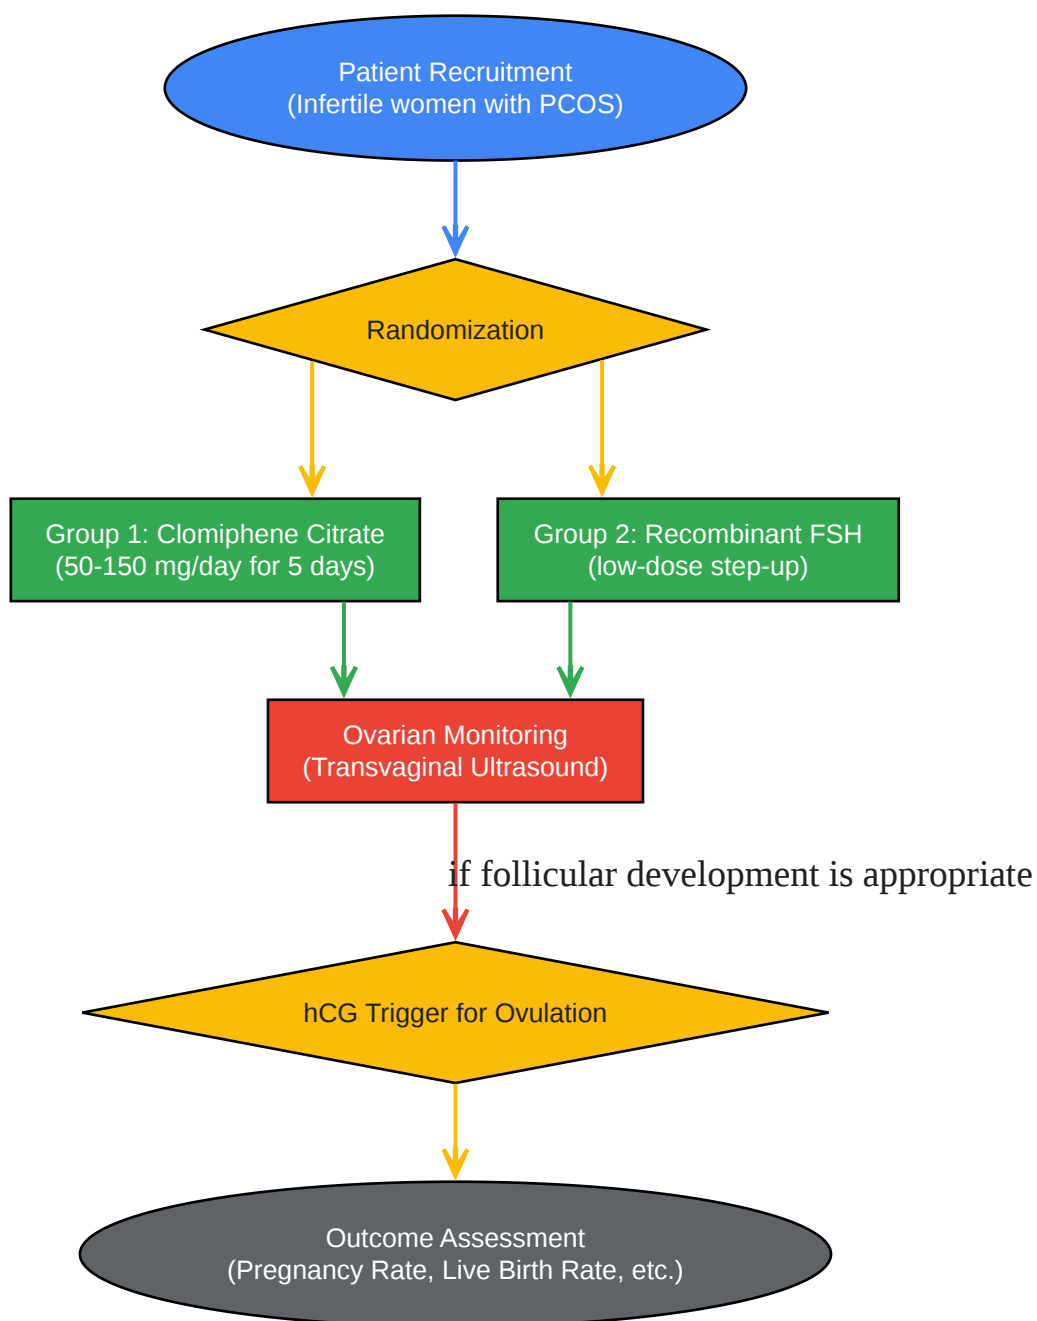 Patient Recruitment
(Infertile women with PCOS)
Randomization
Group 1: Clomiphene Citrate
(50-150 mg/day for 5 days)
Group 2: Recombinant FSH
(low-dose step-up)
Ovarian Monitoring
(Transvaginal Ultrasound)
if follicular development is appropriate
hCG Trigger for Ovulation
Outcome Assessment
(Pregnancy Rate, Live Birth Rate, etc.)